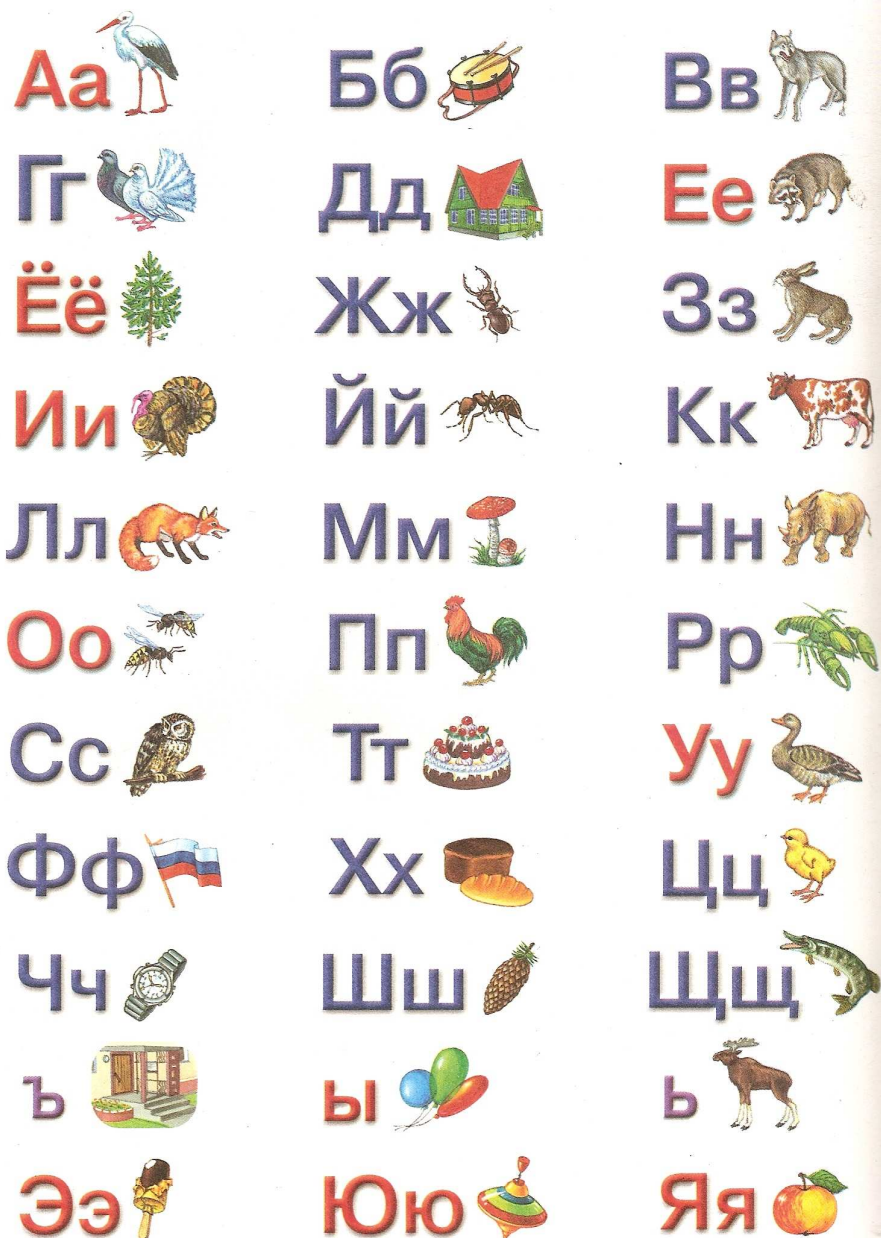 Аа Бб Вв
Гг Дд Ее
Ёё Жж Зз
Ии Йй Кк
Лл Мм Нн
Оо Пп Рр
Сс Тт Уу
Фф Хх Цц
Чч Шш Щщ
ъ ы ь
Ээ Юю Яя